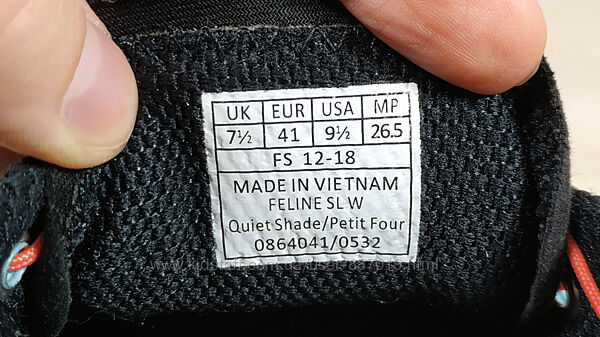 UK EUR USA MP
7½ 41 9½ 26.5
FS 12-18
MADE IN VIETNAM
FELINE SL W
Quiet Shade/Petit Four
0864041/0532